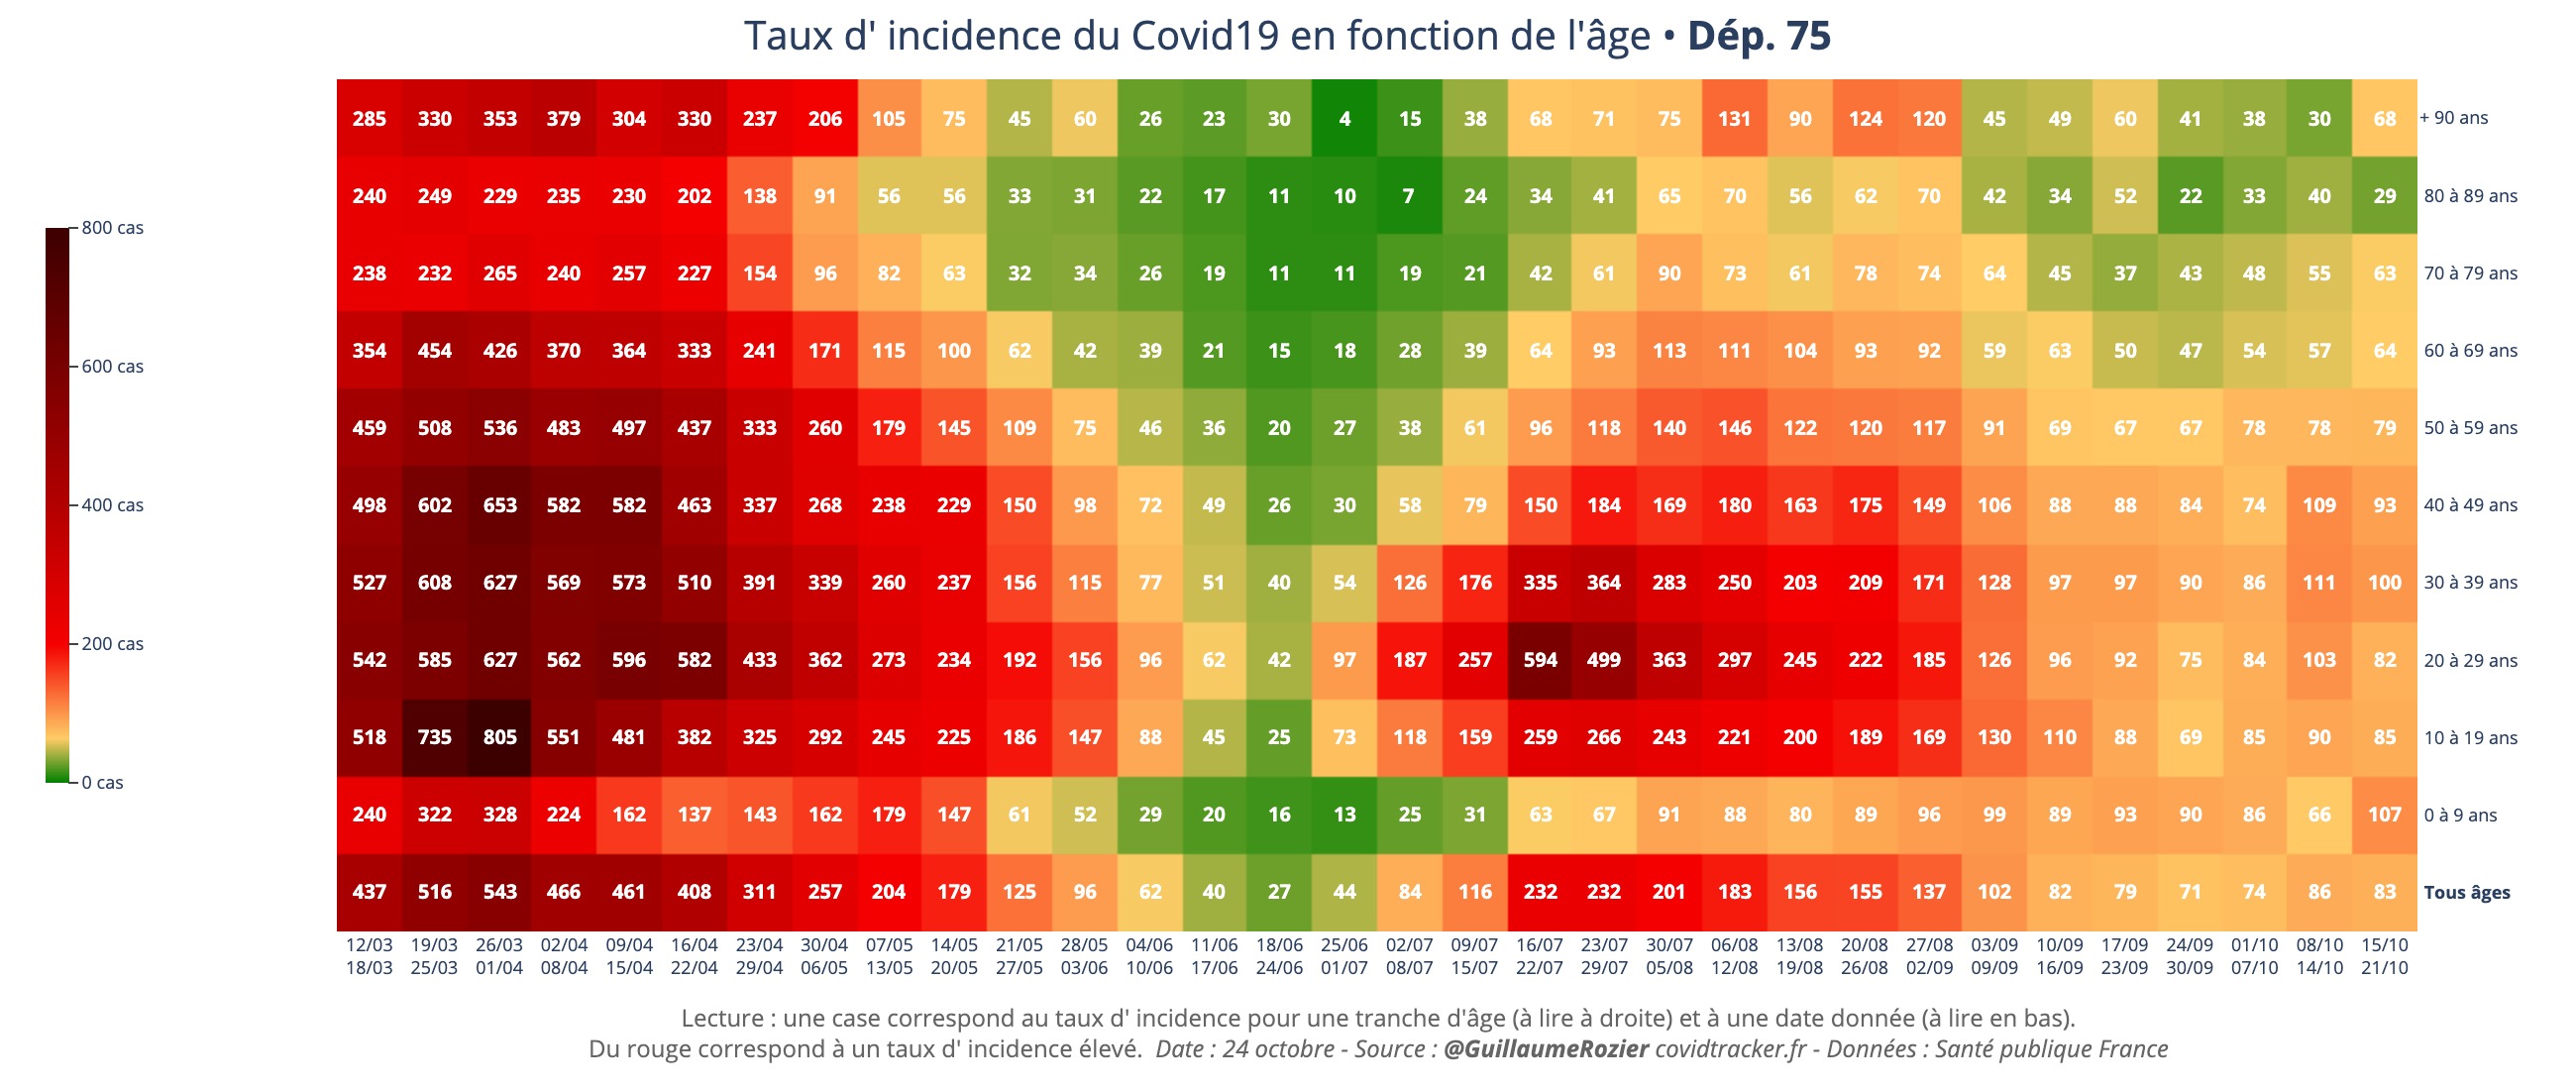 Taux d' incidence du Covid19 en fonction de l'âge • Dép. 75
800 cas
600 cas
400 cas
200 cas
0 cas
285 330 353 379 304 330 237 206 105 75 45 60 26 23 30 4 15 38 68 71 75 131 90 124 120 45 49 60 41 38 30 68 + 90 ans
240 249 229 235 230 202 138 91 56 56 33 31 22 17 11 10 7 24 34 41 65 70 56 62 70 42 34 52 22 33 40 29 80 à 89 ans
238 232 265 240 257 227 154 96 82 63 32 34 26 19 11 11 19 21 42 61 90 73 61 78 74 64 45 37 43 48 55 63 70 à 79 ans
354 454 426 370 364 333 241 171 115 100 62 42 39 21 15 18 28 39 64 93 113 111 104 93 92 59 63 50 47 54 57 64 60 à 69 ans
459 508 536 483 497 437 333 260 179 145 109 75 46 36 20 27 38 61 96 118 140 146 122 120 117 91 69 67 67 78 78 79 50 à 59 ans
498 602 653 582 582 463 337 268 238 229 150 98 72 49 26 30 58 79 150 184 169 180 163 175 149 106 88 88 84 74 109 93 40 à 49 ans
527 608 627 569 573 510 391 339 260 237 156 115 77 51 40 54 126 176 335 364 283 250 203 209 171 128 97 97 90 86 111 100 30 à 39 ans
542 585 627 562 596 582 433 362 273 234 192 156 96 62 42 97 187 257 594 499 363 297 245 222 185 126 96 92 75 84 103 82 20 à 29 ans
518 735 805 551 481 382 325 292 245 225 186 147 88 45 25 73 118 159 259 266 243 221 200 189 169 130 110 88 69 85 90 85 10 à 19 ans
240 322 328 224 162 137 143 162 179 147 61 52 29 20 16 13 25 31 63 67 91 88 80 89 96 99 89 93 90 86 66 107 0 à 9 ans
437 516 543 466 461 408 311 257 204 179 125 96 62 40 27 44 84 116 232 232 201 183 156 155 137 102 82 79 71 74 86 83 Tous âges
12/03 19/03 26/03 02/04 09/04 16/04 23/04 30/04 07/05 14/05 21/05 28/05 04/06 11/06 18/06 25/06 02/07 09/07 16/07 23/07 30/07 06/08 13/08 20/08 27/08 03/09 10/09 17/09 24/09 01/10 08/10 15/10
18/03 25/03 01/04 08/04 15/04 22/04 29/04 06/05 13/05 20/05 27/05 03/06 10/06 17/06 24/06 01/07 08/07 15/07 22/07 29/07 05/08 12/08 19/08 26/08 02/09 09/09 16/09 23/09 30/09 07/10 14/10 21/10
Lecture : une case correspond au taux d' incidence pour une tranche d'âge (à lire à droite) et à une date donnée (à lire en bas).
Du rouge correspond à un taux d' incidence élevé. Date : 24 octobre - Source : @GuillaumeRozier covidtracker.fr - Données : Santé publique France